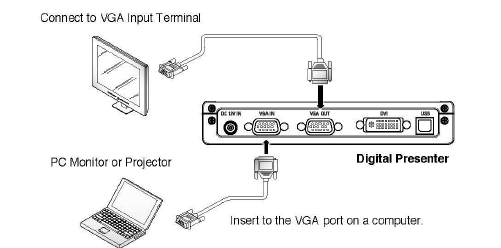 Connect to VGA Input Terminal
DC 12V IN
VGA IN
VGA OUT
DVI
USB
PC Monitor or Projector
Digital Presenter
Insert to the VGA port on a computer.